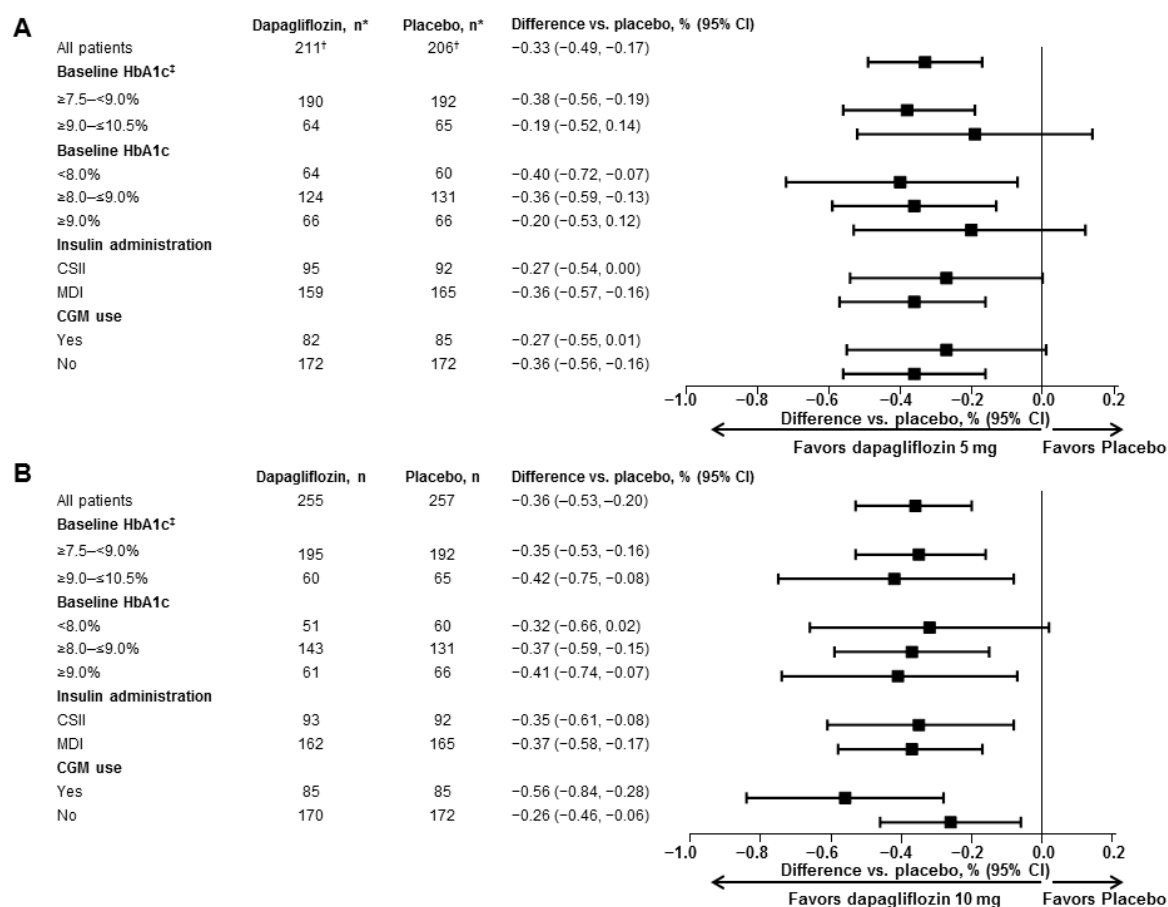 A
Dapagliflozin, n* Placebo, n* Difference vs. placebo, % (95% CI)
All patients 211† 206† −0.33 (−0.49, −0.17)
Baseline HbA1c‡
≥7.5–<9.0% 190 192 −0.38 (−0.56, −0.19)
≥9.0–≤10.5% 64 65 −0.19 (−0.52, 0.14)
Baseline HbA1c
<8.0% 64 60 −0.40 (−0.72, −0.07)
≥8.0–≤9.0% 124 131 −0.36 (−0.59, −0.13)
≥9.0% 66 66 −0.20 (−0.53, 0.12)
Insulin administration
CSII 95 92 −0.27 (−0.54, 0.00)
MDI 159 165 −0.36 (−0.57, −0.16)
CGM use
Yes 82 85 −0.27 (−0.55, 0.01)
No 172 172 −0.36 (−0.56, −0.16)
−1.0 −0.8 −0.6 −0.4 −0.2 0.0 0.2
Difference vs. placebo, % (95% CI)
Favors dapagliflozin 5 mg Favors Placebo
B
Dapagliflozin, n Placebo, n Difference vs. placebo, % (95% CI)
All patients 255 257 −0.36 (−0.53, −0.20)
Baseline HbA1c‡
≥7.5–<9.0% 195 192 −0.35 (−0.53, −0.16)
≥9.0–≤10.5% 60 65 −0.42 (−0.75, −0.08)
Baseline HbA1c
<8.0% 51 60 −0.32 (−0.66, 0.02)
≥8.0–≤9.0% 143 131 −0.37 (−0.59, −0.15)
≥9.0% 61 66 −0.41 (−0.74, −0.07)
Insulin administration
CSII 93 92 −0.35 (−0.61, −0.08)
MDI 162 165 −0.37 (−0.58, −0.17)
CGM use
Yes 85 85 −0.56 (−0.84, −0.28)
No 170 172 −0.26 (−0.46, −0.06)
−1.0 −0.8 −0.6 −0.4 −0.2 0.0 0.2
Difference vs. placebo, % (95% CI)
Favors dapagliflozin 10 mg Favors Placebo